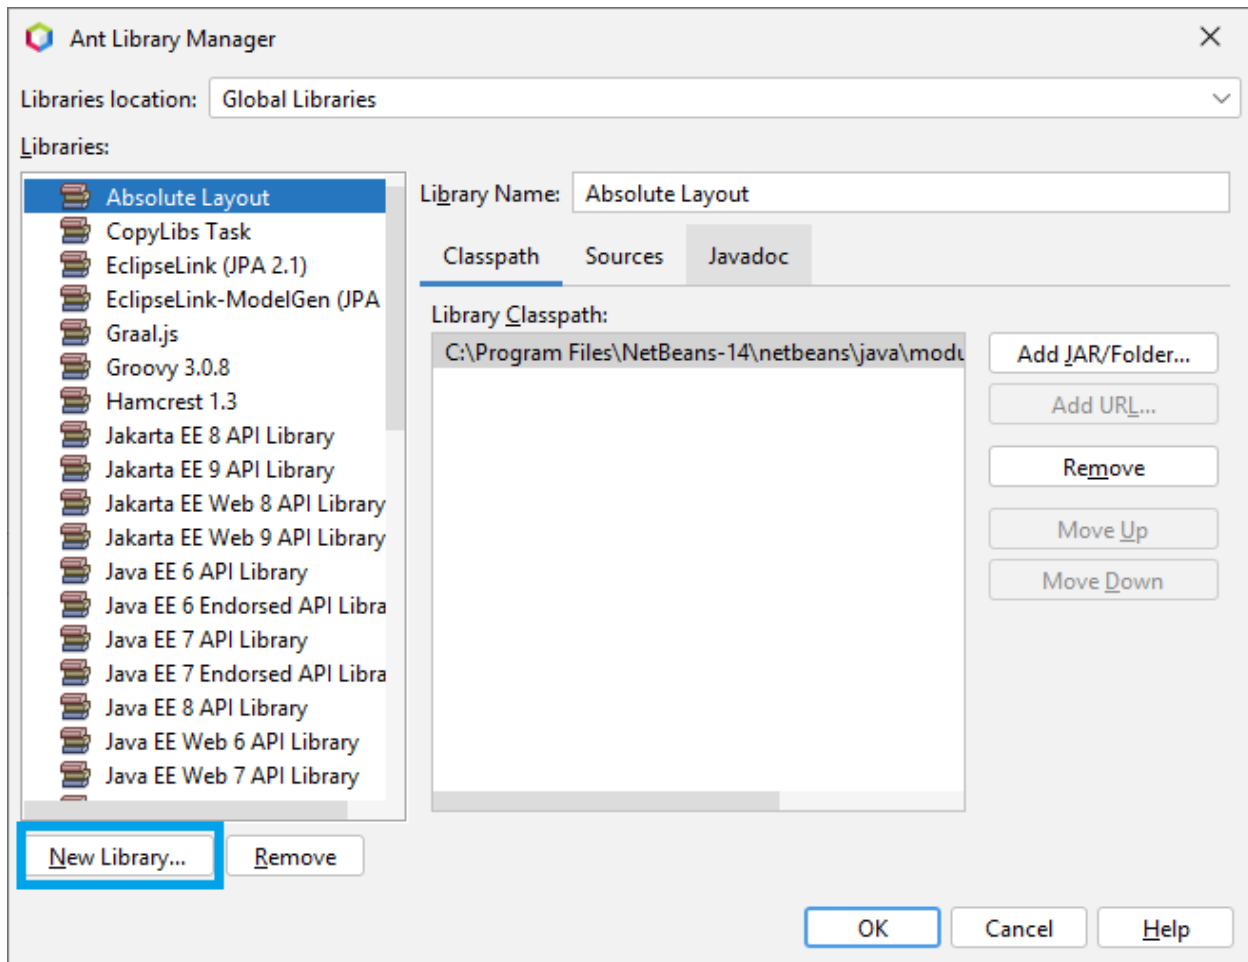 Ant Library Manager
Libraries location: Global Libraries
Libraries:
Absolute Layout
CopyLibs Task
EclipseLink (JPA 2.1)
EclipseLink-ModelGen (JPA
Graal.js
Groovy 3.0.8
Hamcrest 1.3
Jakarta EE 8 API Library
Jakarta EE 9 API Library
Jakarta EE Web 8 API Library
Jakarta EE Web 9 API Library
Java EE 6 API Library
Java EE 6 Endorsed API Libra
Java EE 7 API Library
Java EE 7 Endorsed API Libra
Java EE 8 API Library
Java EE Web 6 API Library
Java EE Web 7 API Library
New Library... Remove
Library Name: Absolute Layout
Classpath Sources Javadoc
Library Classpath:
C:\Program Files\NetBeans-14\netbeans\java\modu
Add JAR/Folder...
Add URL...
Remove
Move Up
Move Down
OK Cancel Help